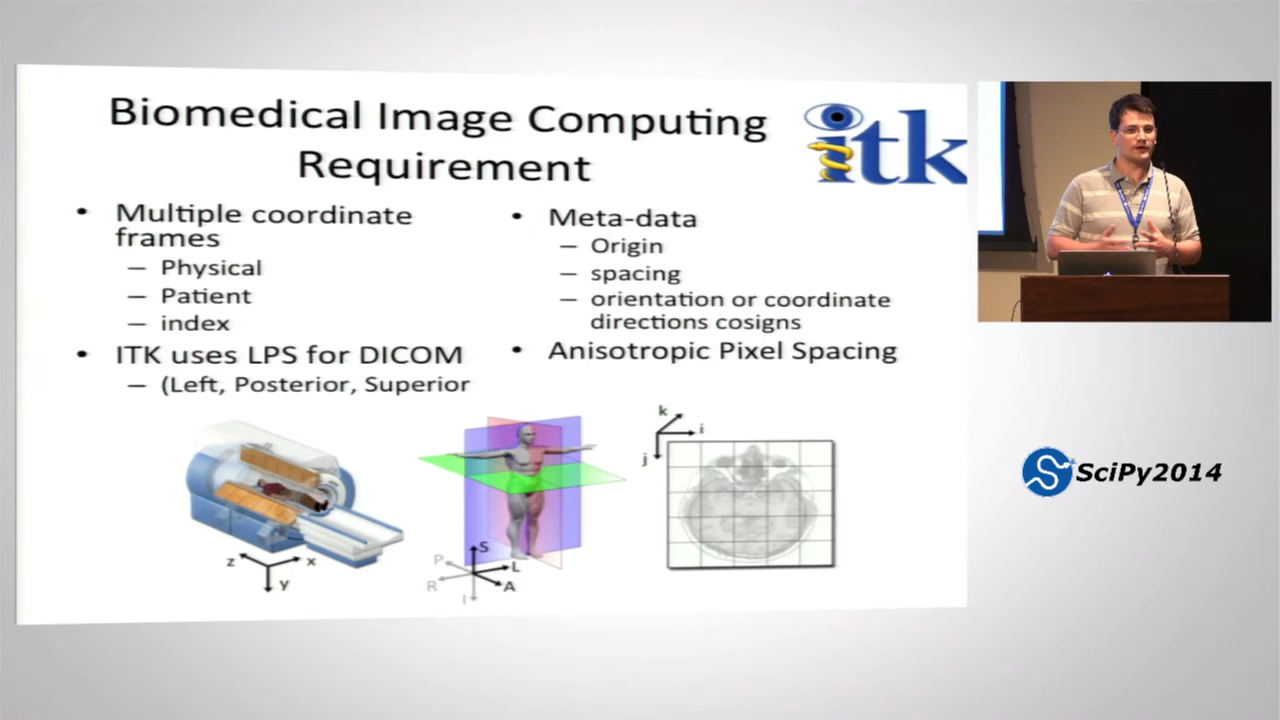 Biomedical Image Computing
Requirement
itk
• Multiple coordinate
frames
– Physical
– Patient
– index
• ITK uses LPS for DICOM
– (Left, Posterior, Superior
• Meta-data
– Origin
– spacing
– orientation or coordinate
directions cosigns
• Anisotropic Pixel Spacing
z
x
y
S
P
L
R
A
I
k
i
j
SciPy2014